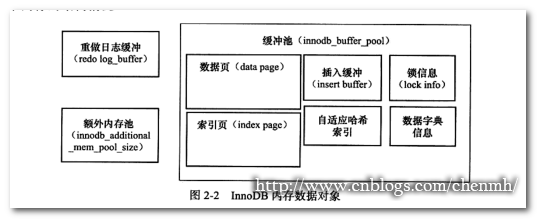 重做日志缓冲
（redo log_buffer）
额外内存池
（innodb_additional
_mem_pool_size）
缓冲池（innodb_buffer_pool）
数据页（data page）
索引页（index page）
插入缓冲
（insert buffer）
自适应哈希
索引
锁信息
（lock info）
数据字典
信息
图 2-2 InnoDB 内存数据对象
http://www.cnblogs.com/chenmh/